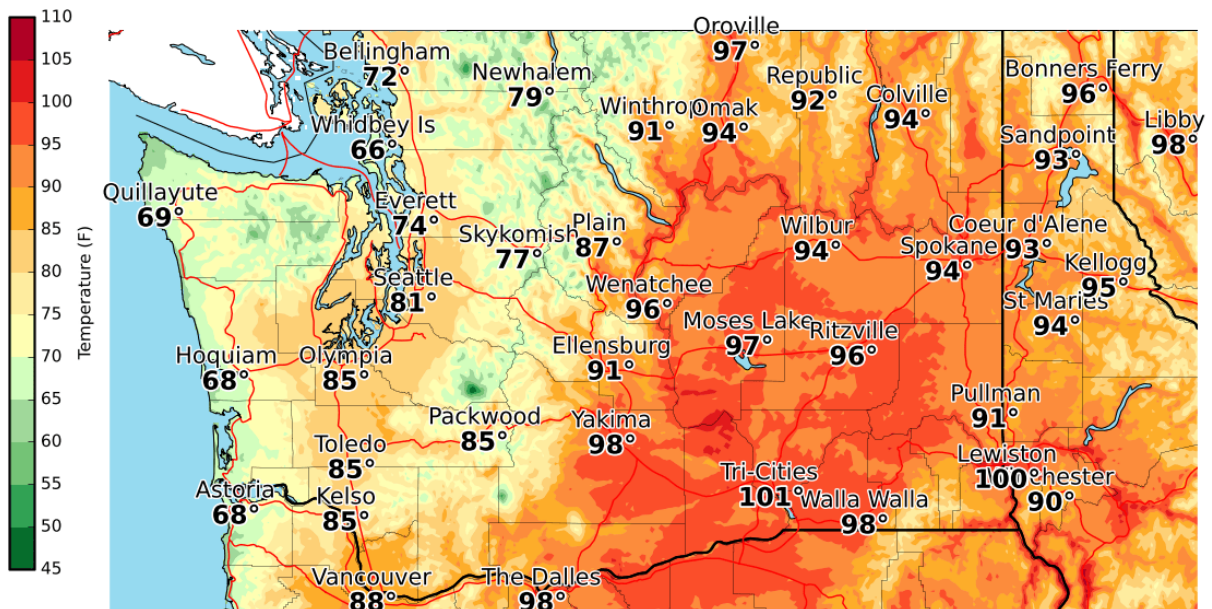 110
105
100
95
90
85
80
75
70
65
60
55
50
45
Temperature (F)
Oroville
97°
Bellingham
72°
Newhalem
79°
Republic
92°
Bonners Ferry
96°
Winthrop
91°
Omak
94°
Colville
94°
Libby
98°
Whidbey Is
66°
Sandpoint
93°
Quillayute
69°
Everett
74°
Skykomish
77°
Plain
87°
Wilbur
94°
Coeur d'Alene
93°
Spokane
94°
Kellogg
95°
Seattle
81°
Wenatchee
96°
St Maries
94°
Moses Lake
97°
Ritzville
96°
Hoquiam
68°
Olympia
85°
Ellensburg
91°
Pullman
91°
Packwood
85°
Yakima
98°
Toledo
85°
Tri-Cities
101°
Lewiston
100°
chester
90°
Astoria
68°
Kelso
85°
Walla Walla
98°
Vancouver
88°
The Dalles
98°